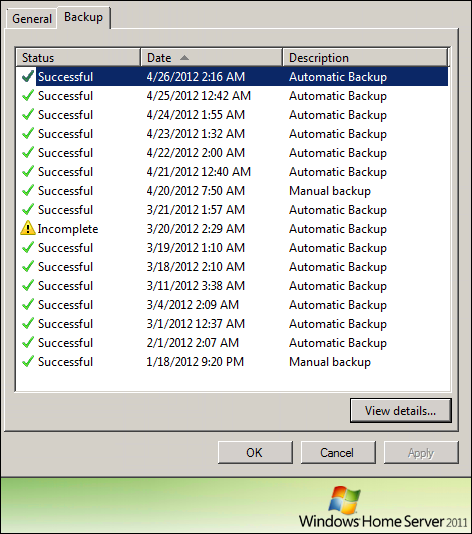 General Backup
Status Date Description
Successful 4/26/2012 2:16 AM Automatic Backup
Successful 4/25/2012 12:42 AM Automatic Backup
Successful 4/24/2012 1:55 AM Automatic Backup
Successful 4/23/2012 1:32 AM Automatic Backup
Successful 4/22/2012 2:00 AM Automatic Backup
Successful 4/21/2012 12:40 AM Automatic Backup
Successful 4/20/2012 7:50 AM Manual backup
Successful 3/21/2012 1:57 AM Automatic Backup
Incomplete 3/20/2012 2:29 AM Automatic Backup
Successful 3/19/2012 1:10 AM Automatic Backup
Successful 3/18/2012 2:10 AM Automatic Backup
Successful 3/11/2012 3:38 AM Automatic Backup
Successful 3/4/2012 2:09 AM Automatic Backup
Successful 3/1/2012 12:37 AM Automatic Backup
Successful 2/1/2012 2:07 AM Automatic Backup
Successful 1/18/2012 9:20 PM Manual backup
View details...
OK Cancel Apply
Windows Home Server 2011